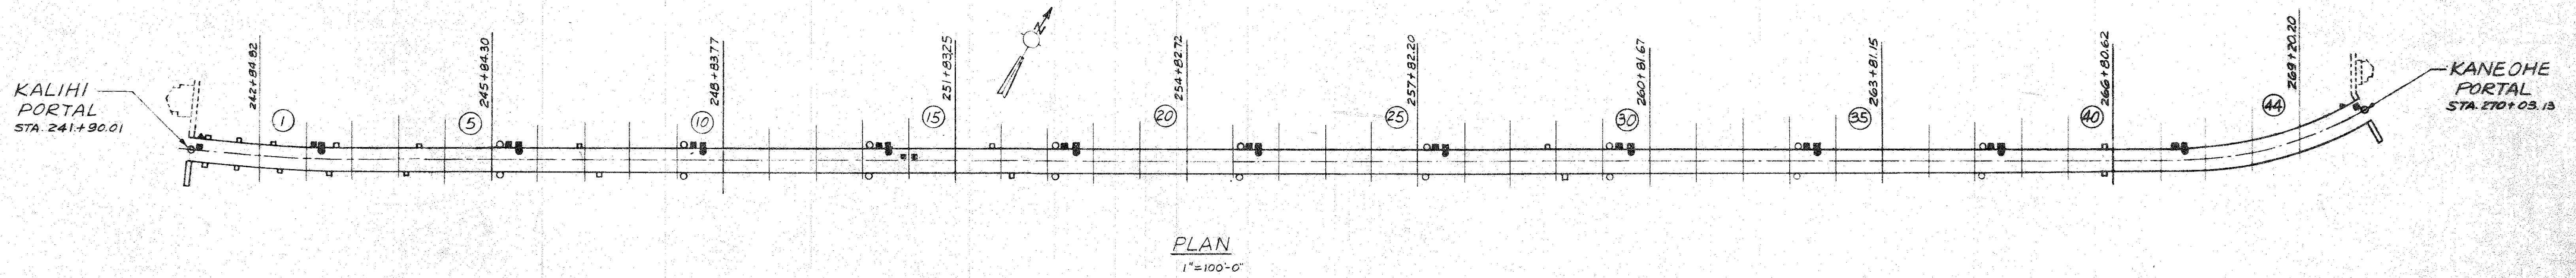 KALIHI
PORTAL
STA. 241+90.01
242+84.82
1
5
245+84.30
10
248+83.77
15
251+83.25
N
20
254+82.72
25
257+82.20
30
260+81.67
35
263+81.15
40
266+80.62
44
269+20.20
KANEOHE
PORTAL
STA. 270+03.13
PLAN
1"=100'-0"